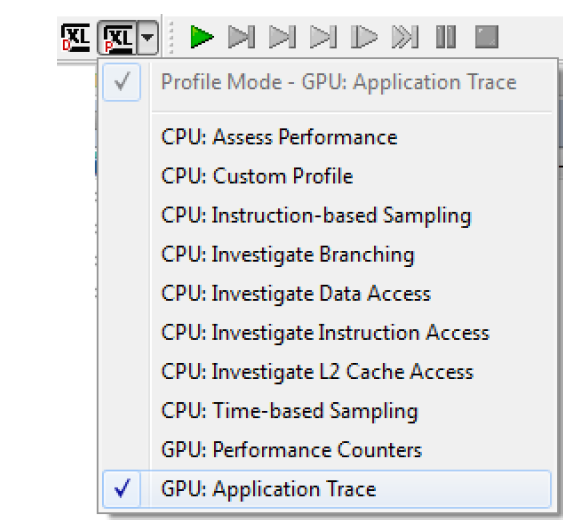 XL D XL P
Profile Mode - GPU: Application Trace
CPU: Assess Performance
CPU: Custom Profile
CPU: Instruction-based Sampling
CPU: Investigate Branching
CPU: Investigate Data Access
CPU: Investigate Instruction Access
CPU: Investigate L2 Cache Access
CPU: Time-based Sampling
GPU: Performance Counters
GPU: Application Trace